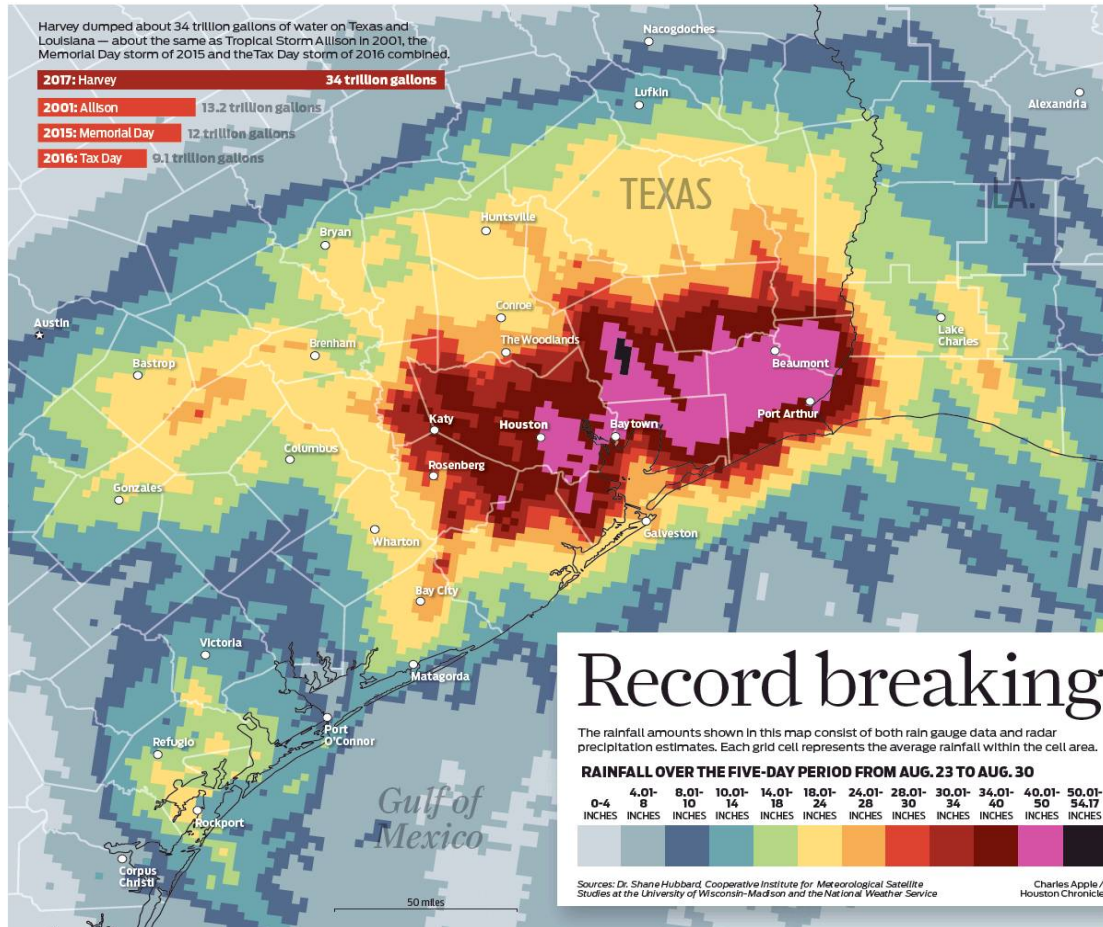 Harvey dumped about 34 trillion gallons of water on Texas and
Louisiana — about the same as Tropical Storm Allison in 2001, the
Memorial Day storm of 2015 and the Tax Day storm of 2016 combined.
2017: Harvey 34 trillion gallons
2001: Allison 13.2 trillion gallons
2015: Memorial Day 12 trillion gallons
2016: Tax Day 9.1 trillion gallons
Nacogdoches
Lufkin
Alexandria
TEXAS
LA.
Huntsville
Bryan
Conroe
Austin
Lake
Charles
The Woodlands
Brenham
Bastrop
Beaumont
Port Arthur
Katy
Houston
Baytown
Columbus
Rosenberg
Gonzales
Galveston
Wharton
Bay City
Victoria
Matagorda
Port
O'Connor
Refugio
Gulf of
Mexico
Rockport
Corpus
Christi
50 miles
Record breaking
The rainfall amounts shown in this map consist of both rain gauge data and radar
precipitation estimates. Each grid cell represents the average rainfall within the cell area.
RAINFALL OVER THE FIVE-DAY PERIOD FROM AUG. 23 TO AUG. 30
0-4 4.01-8 8.01-10 10.01-14 14.01-18 18.01-24 24.01-28 28.01-30 30.01-34 34.01-40 40.01-50 50.01-54.17
INCHES INCHES INCHES INCHES INCHES INCHES INCHES INCHES INCHES INCHES INCHES INCHES
Sources: Dr. Shane Hubbard, Cooperative Institute for Meteorological Satellite
Studies at the University of Wisconsin-Madison and the National Weather Service
Charles Apple /
Houston Chronicle